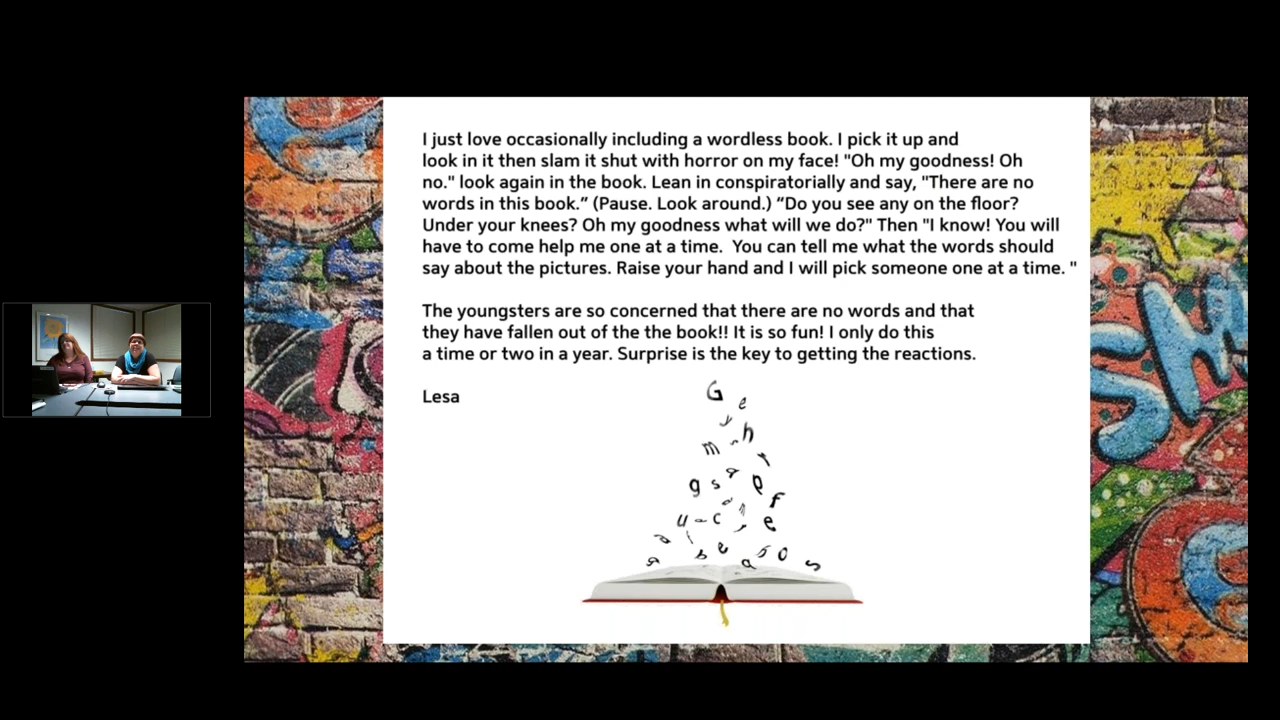 I just love occasionally including a wordless book. I pick it up and
look in it then slam it shut with horror on my face! "Oh my goodness! Oh
no." look again in the book. Lean in conspiratorially and say, "There are no
words in this book.” (Pause. Look around.) “Do you see any on the floor?
Under your knees? Oh my goodness what will we do?" Then "I know! You will
have to come help me one at a time.  You can tell me what the words should
say about the pictures. Raise your hand and I will pick someone one at a time. "
The youngsters are so concerned that there are no words and that
they have fallen out of the the book!! It is so fun! I only do this
a time or two in a year. Surprise is the key to getting the reactions.
Lesa